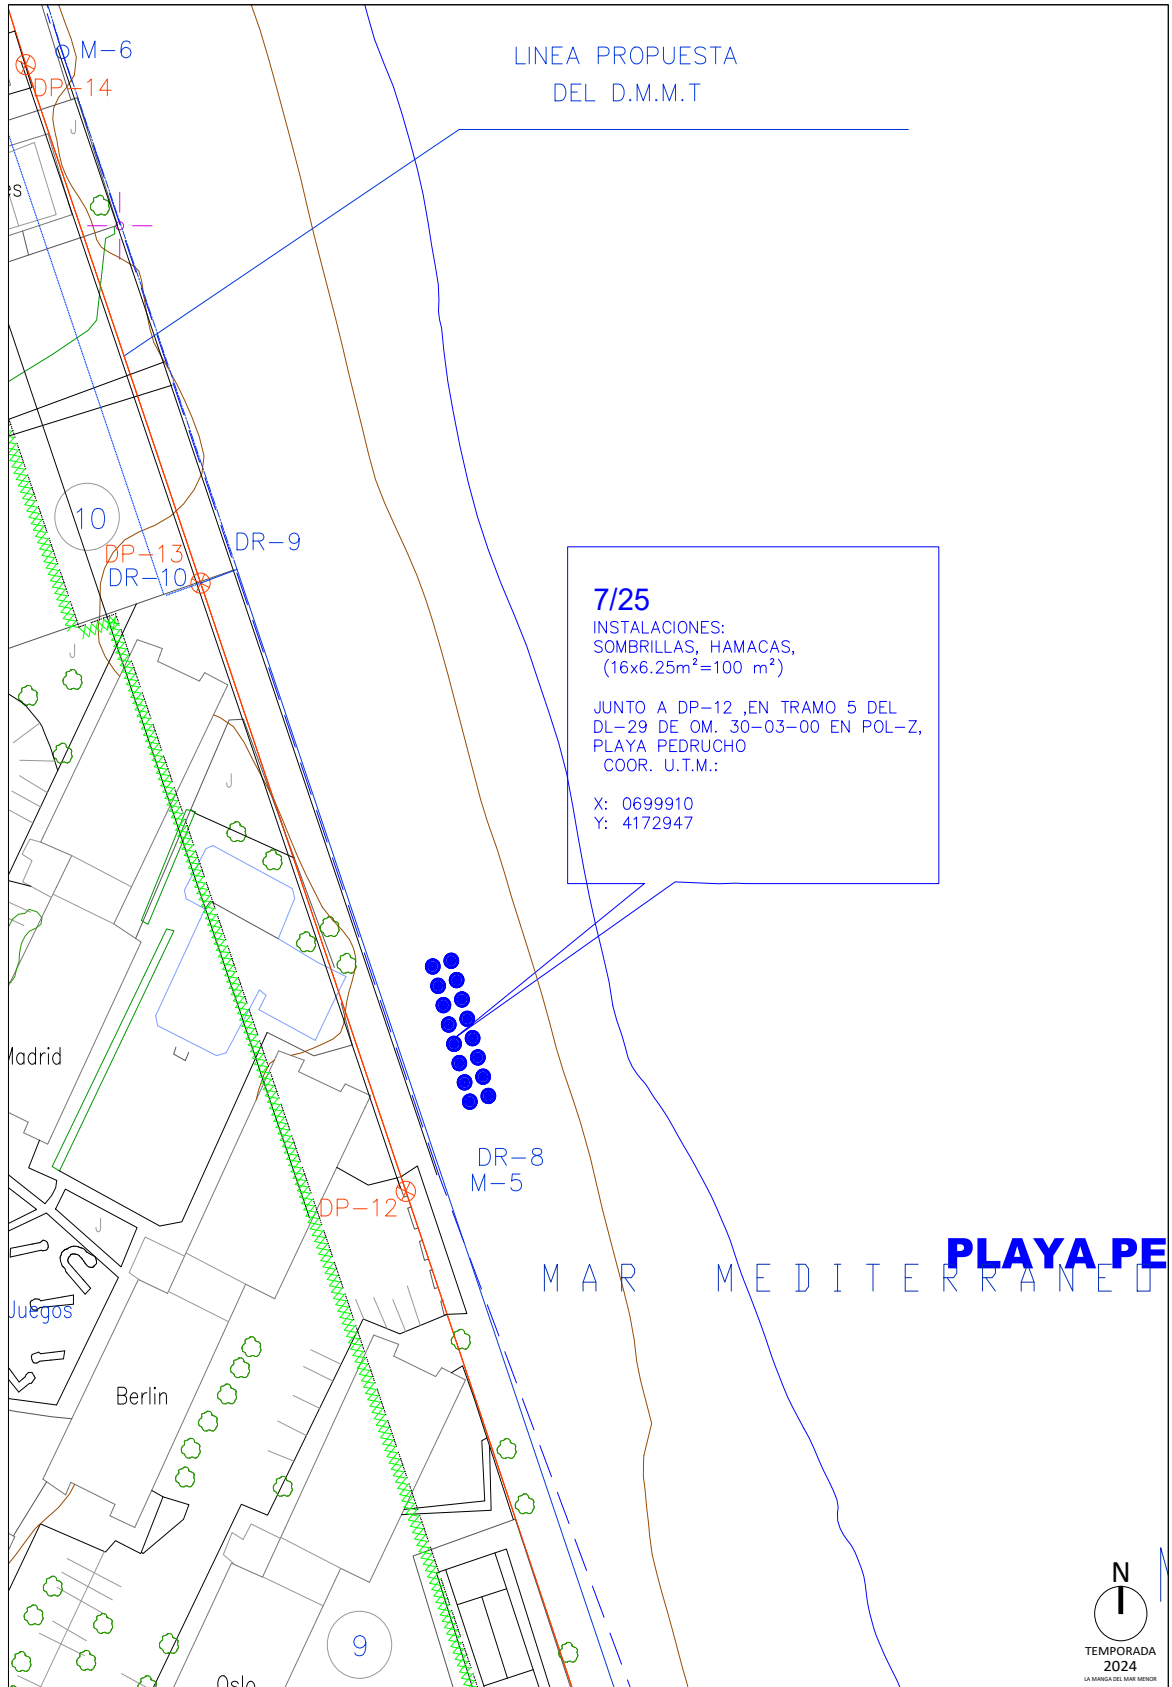 LINEA PROPUESTA
DEL D.M.M.T
M-6
DP-14
J
es
10
DR-9
DP-13
DR-10
J
J
7/25
INSTALACIONES:
SOMBRILLAS, HAMACAS,
(16x6.25m²=100 m²)
JUNTO A DP-12 ,EN TRAMO 5 DEL
DL-29 DE OM. 30-03-00 EN POL-Z,
PLAYA PEDRUCHO
COOR. U.T.M.:
X: 0699910
Y: 4172947
Madrid
DR-8
M-5
DP-12
J
PLAYA PE
MAR MEDITERRANEO
Juegos
Berlin
9
Oslo
N
N
TEMPORADA
2024
LA MANGA DEL MAR MENOR